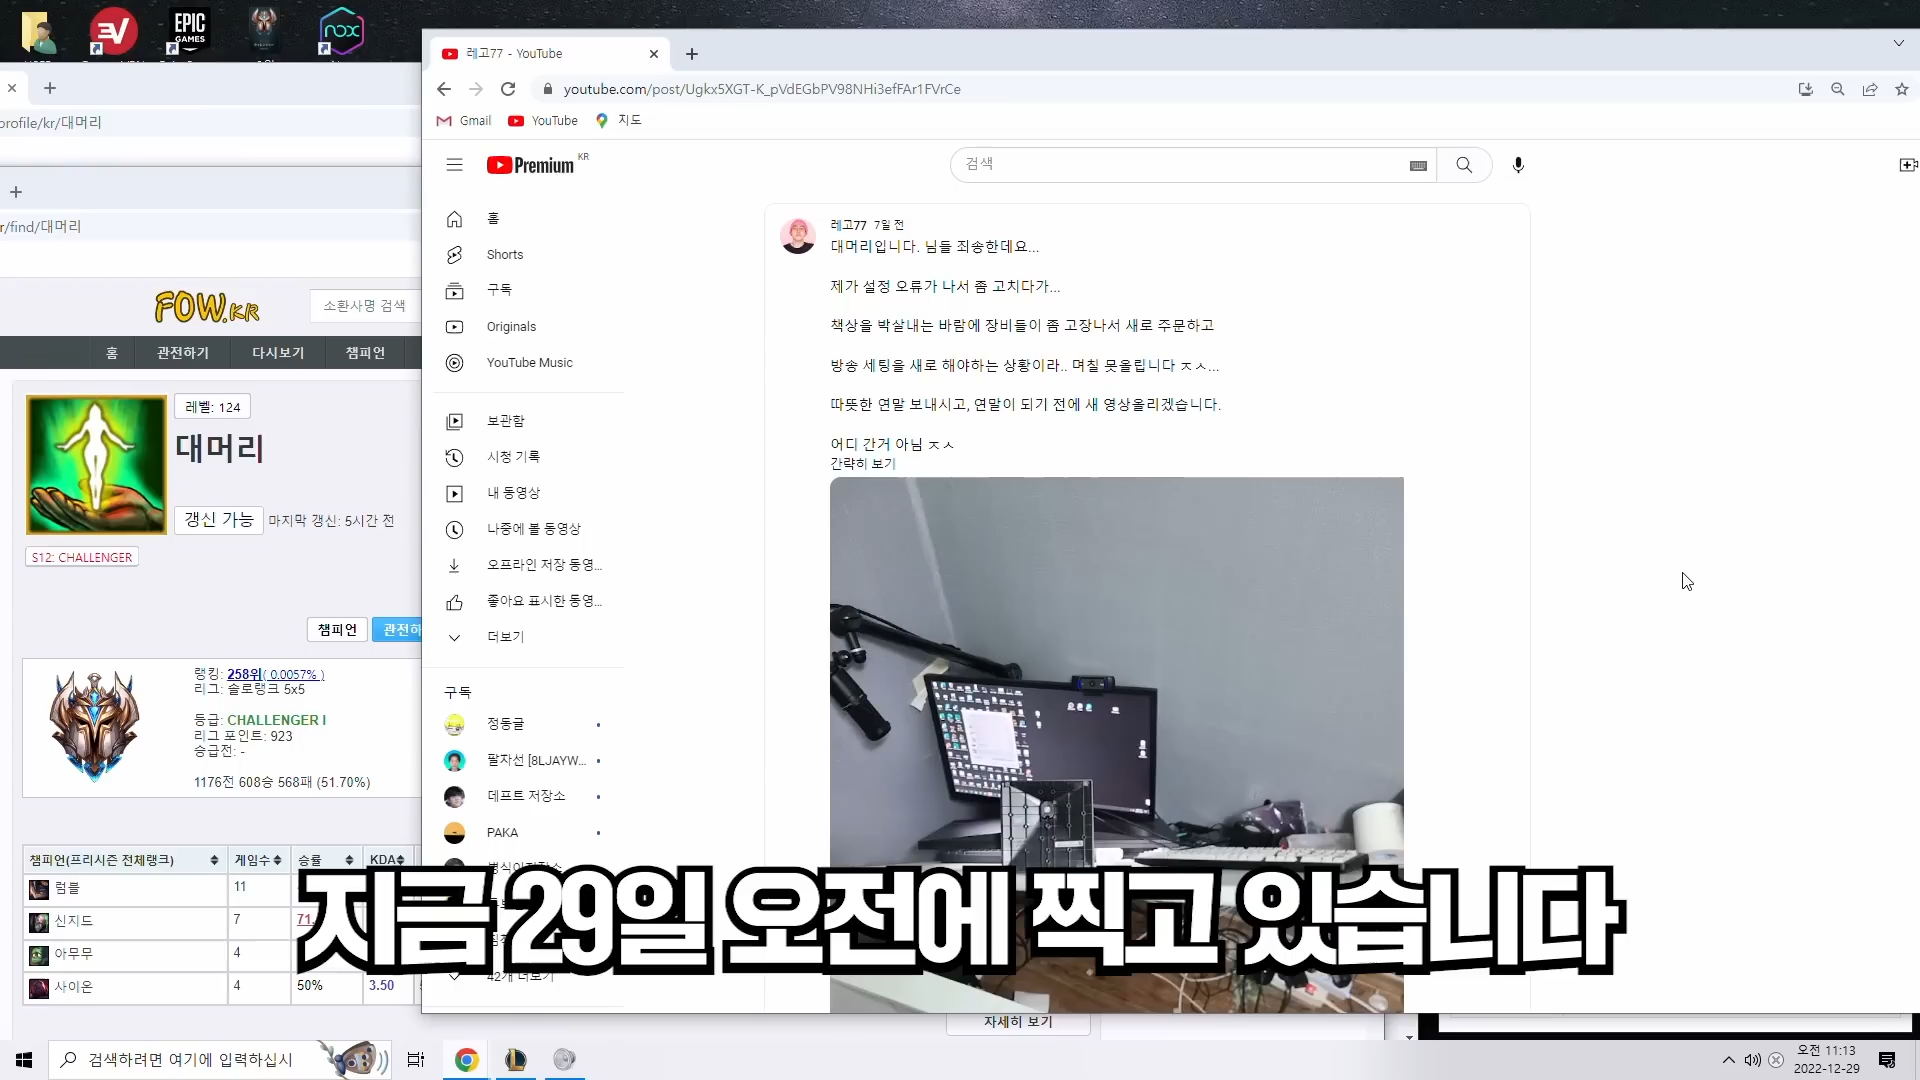 EPIC
GAMES
nox
레고77 - YouTube
youtube.com/post/Ugkx5XGT-K_pVdEGbPV98NHi3efFAr1FVrCe
Gmail
YouTube
지도
profile/kr/대머리
r/find/대머리
Premium KR
검색
홈
Shorts
구독
Originals
YouTube Music
보관함
시청 기록
내 동영상
나중에 볼 동영상
오프라인 저장 동영...
좋아요 표시한 동영...
더보기
구독
정동글
팔자선 [8LJAYW...
데프트 저장소
PAKA
42개 더보기
레고77 7일 전
대머리입니다. 님들 죄송한데요...
제가 설정 오류가 나서 좀 고치다가...
책상을 박살내는 바람에 장비들이 좀 고장나서 새로 주문하고
방송 세팅을 새로 해야하는 상황이라.. 며칠 못올립니다 ㅈㅅ...
따뜻한 연말 보내시고, 연말이 되기 전에 새 영상올리겠습니다.
어디 간거 아님 ㅈㅅ
간략히 보기
FOW.KR
소환사명 검색
홈 관전하기 다시보기 챔피언
레벨: 124
대머리
갱신 가능 마지막 갱신: 5시간 전
S12: CHALLENGER
챔피언
랭킹: 258위( 0.0057% )
리그: 솔로랭크 5x5
등급: CHALLENGER I
리그 포인트: 923
승급전: -
1176전 608승 568패 (51.70%)
챔피언(프리시즌 전체랭크) 게임수 승률 KDA
럼블 11
신지드 7 71.
아무무 4
사이온 4 50% 3.50
지금 29일 오전에 찍고 있습니다
자세히 보기
검색하려면 여기에 입력하십시
오전 11:13
2022-12-29